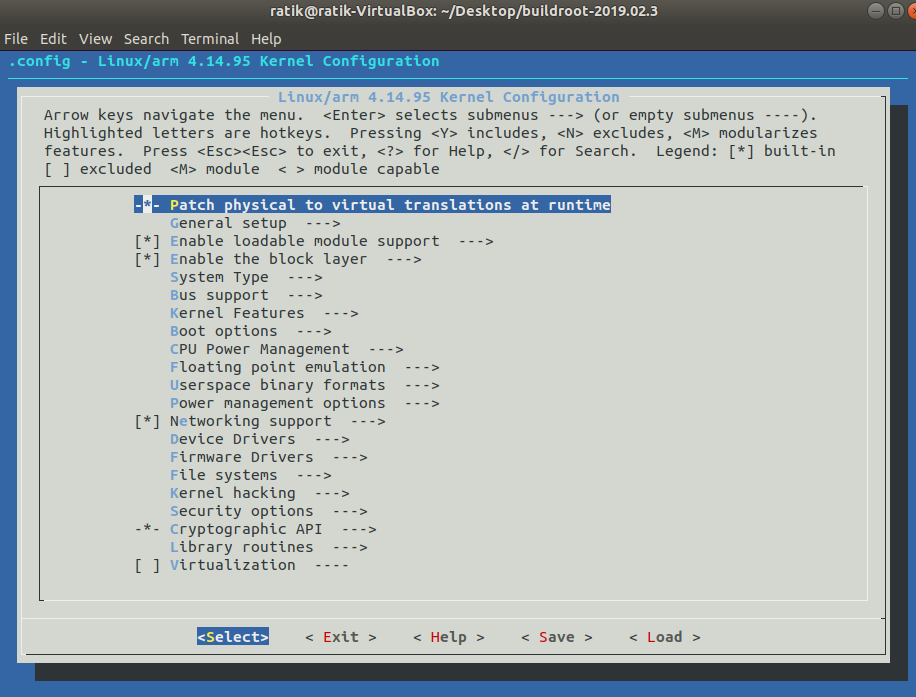 ratik@ratik-VirtualBox: ~/Desktop/buildroot-2019.02.3
File Edit View Search Terminal Help
.config - Linux/arm 4.14.95 Kernel Configuration
Linux/arm 4.14.95 Kernel Configuration
Arrow keys navigate the menu.  <Enter> selects submenus ---> (or empty submenus ----).
Highlighted letters are hotkeys.  Pressing <Y> includes, <N> excludes, <M> modularizes
features.  Press <Esc><Esc> to exit, <?> for Help, </> for Search.  Legend: [*] built-in
[ ] excluded  <M> module  < > module capable
-*- Patch physical to virtual translations at runtime
General setup  --->
[*] Enable loadable module support  --->
[*] Enable the block layer  --->
System Type  --->
Bus support  --->
Kernel Features  --->
Boot options  --->
CPU Power Management  --->
Floating point emulation  --->
Userspace binary formats  --->
Power management options  --->
[*] Networking support  --->
Device Drivers  --->
Firmware Drivers  --->
File systems  --->
Kernel hacking  --->
Security options  --->
-*- Cryptographic API  --->
Library routines  --->
[ ] Virtualization  ----
<Select>    < Exit >    < Help >    < Save >    < Load >